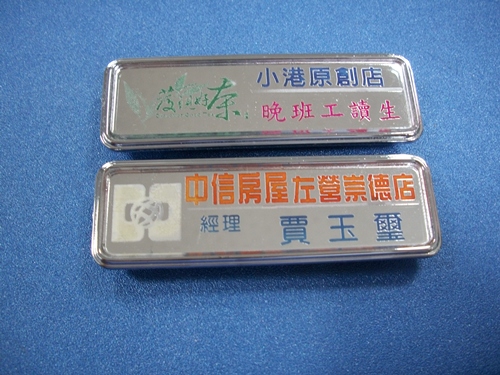 小港原創店
晚班工讀生
中信房屋左營崇德店
經理 賈玉璽